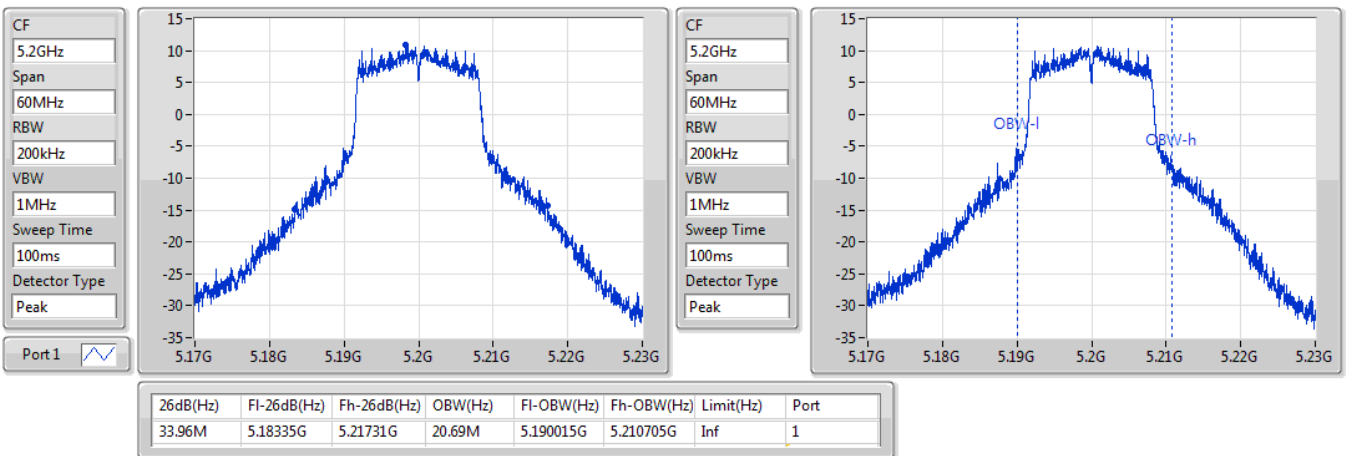 CF
5.2GHz
Span
60MHz
RBW
200kHz
VBW
1MHz
Sweep Time
100ms
Detector Type
Peak
Port 1
15
10
5
0
-5
-10
-15
-20
-25
-30
-35
5.17G 5.18G 5.19G 5.2G 5.21G 5.22G 5.23G
CF
5.2GHz
Span
60MHz
RBW
200kHz
VBW
1MHz
Sweep Time
100ms
Detector Type
Peak
15
10
5
0
-5
-10
-15
-20
-25
-30
-35
OBW-l
OBW-h
5.17G 5.18G 5.19G 5.2G 5.21G 5.22G 5.23G
26dB(Hz) Fl-26dB(Hz) Fh-26dB(Hz) OBW(Hz) Fl-OBW(Hz) Fh-OBW(Hz) Limit(Hz) Port
33.96M 5.18335G 5.21731G 20.69M 5.190015G 5.210705G Inf 1